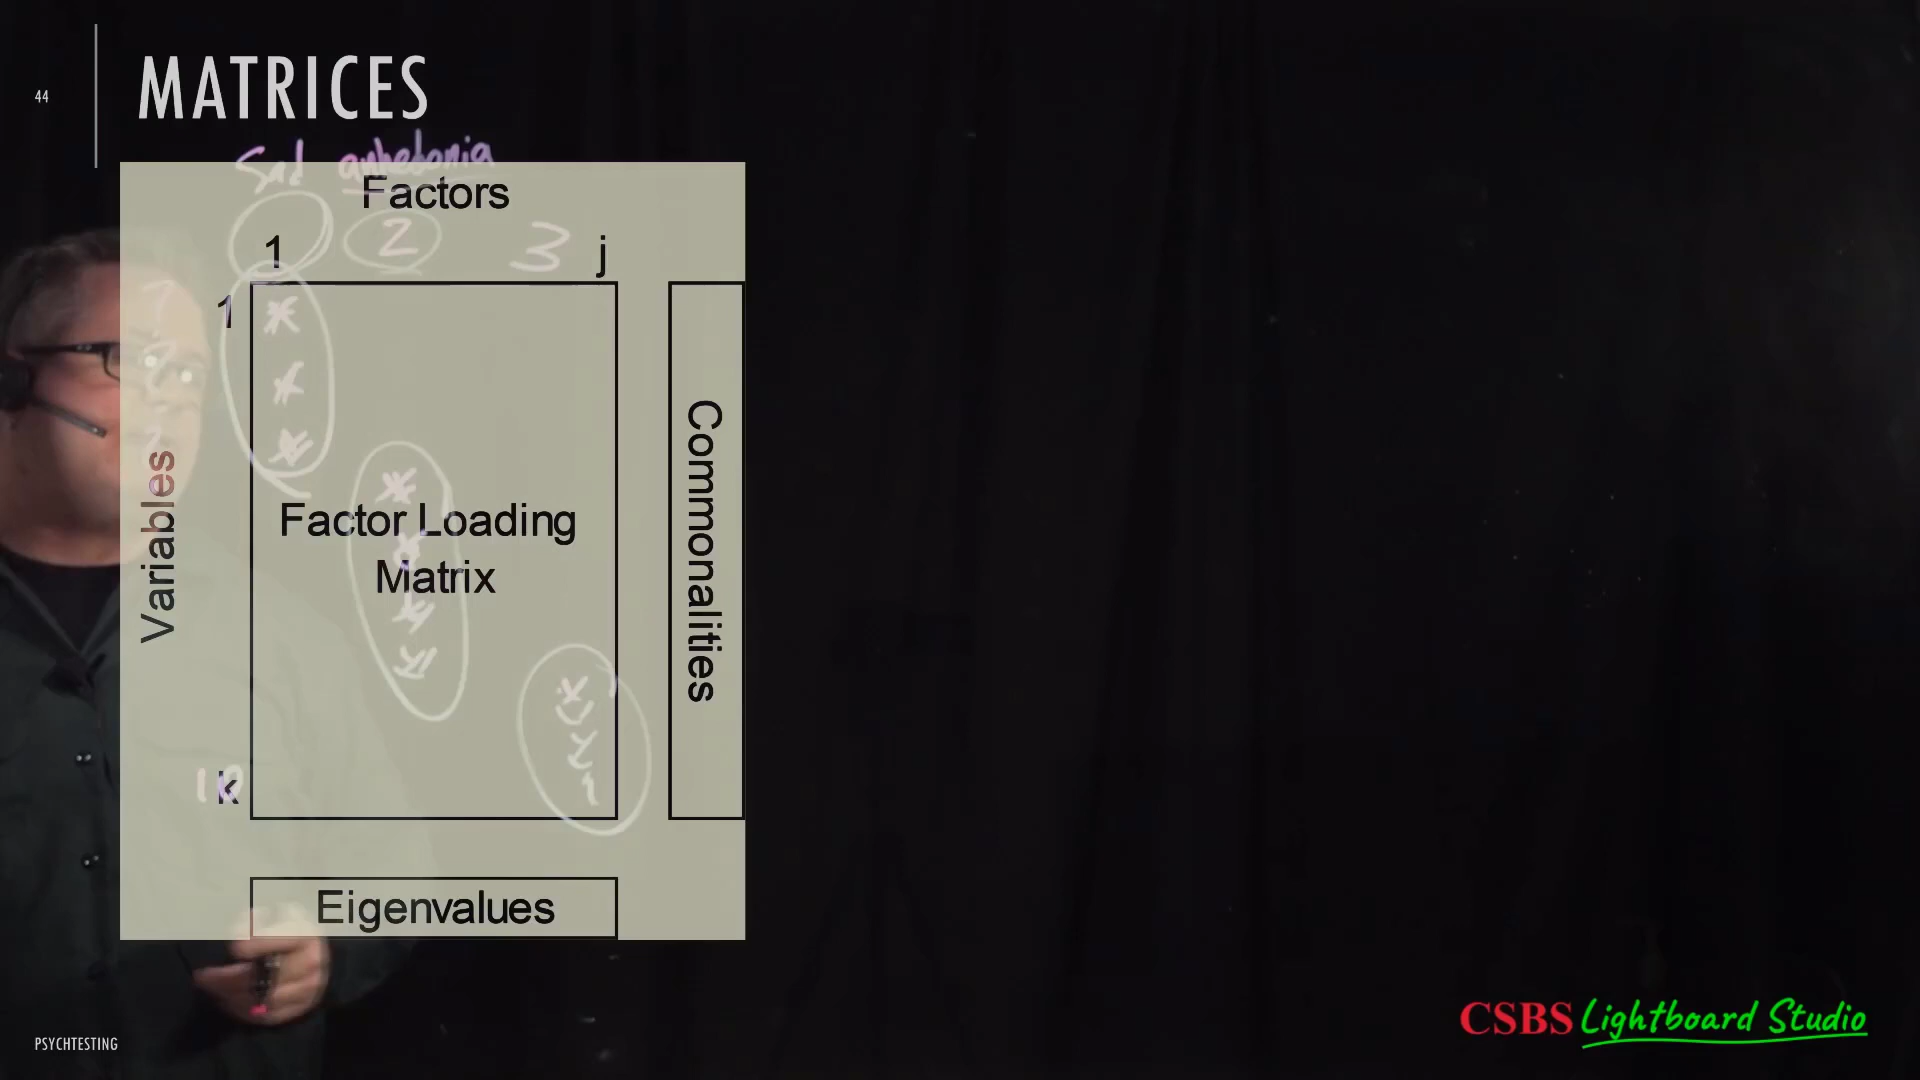 44
MATRICES
Sad anhedonia
Factors
1 2 3 j
1
Variables
Factor Loading
Matrix
Commonalities
10 k
Eigenvalues
CSBS Lightboard Studio
PSYCHTESTING